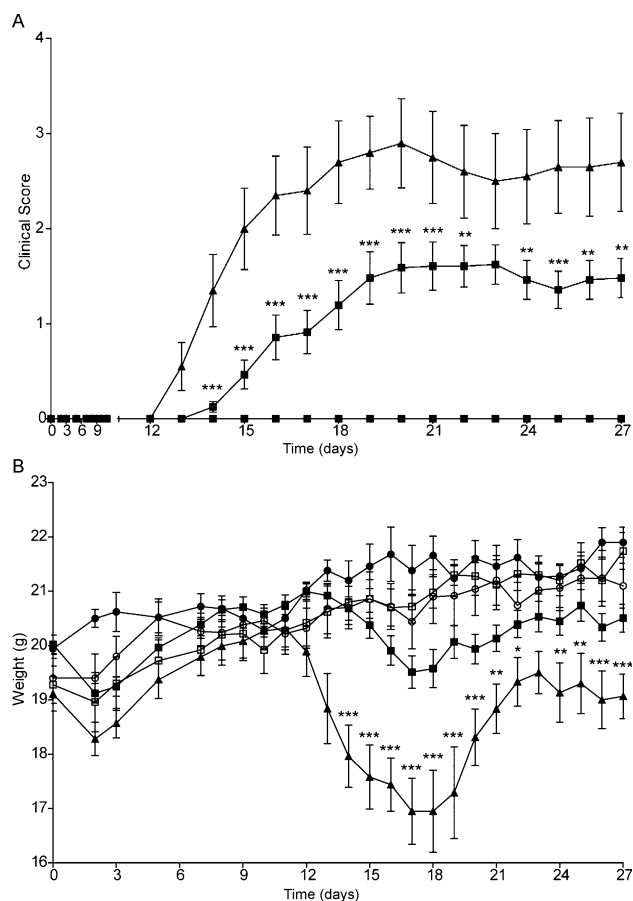 A
4
3
2
1
0
Clinical Score
*** *** *** *** *** *** *** *** ** ** *** ** **
0 3 6 9 12 15 18 21 24 27
Time (days)
B
23
22
21
20
19
18
17
16
Weight (g)
*** *** *** *** *** *** *** ** * ** ** *** ***
0 3 6 9 12 15 18 21 24 27
Time (days)